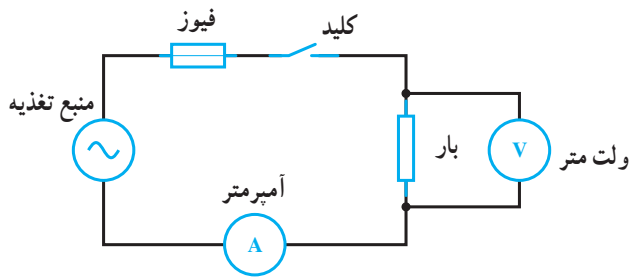 فیوز
کلید
منبع تغذیه
بار
V
ولت متر
آمپرمتر
A